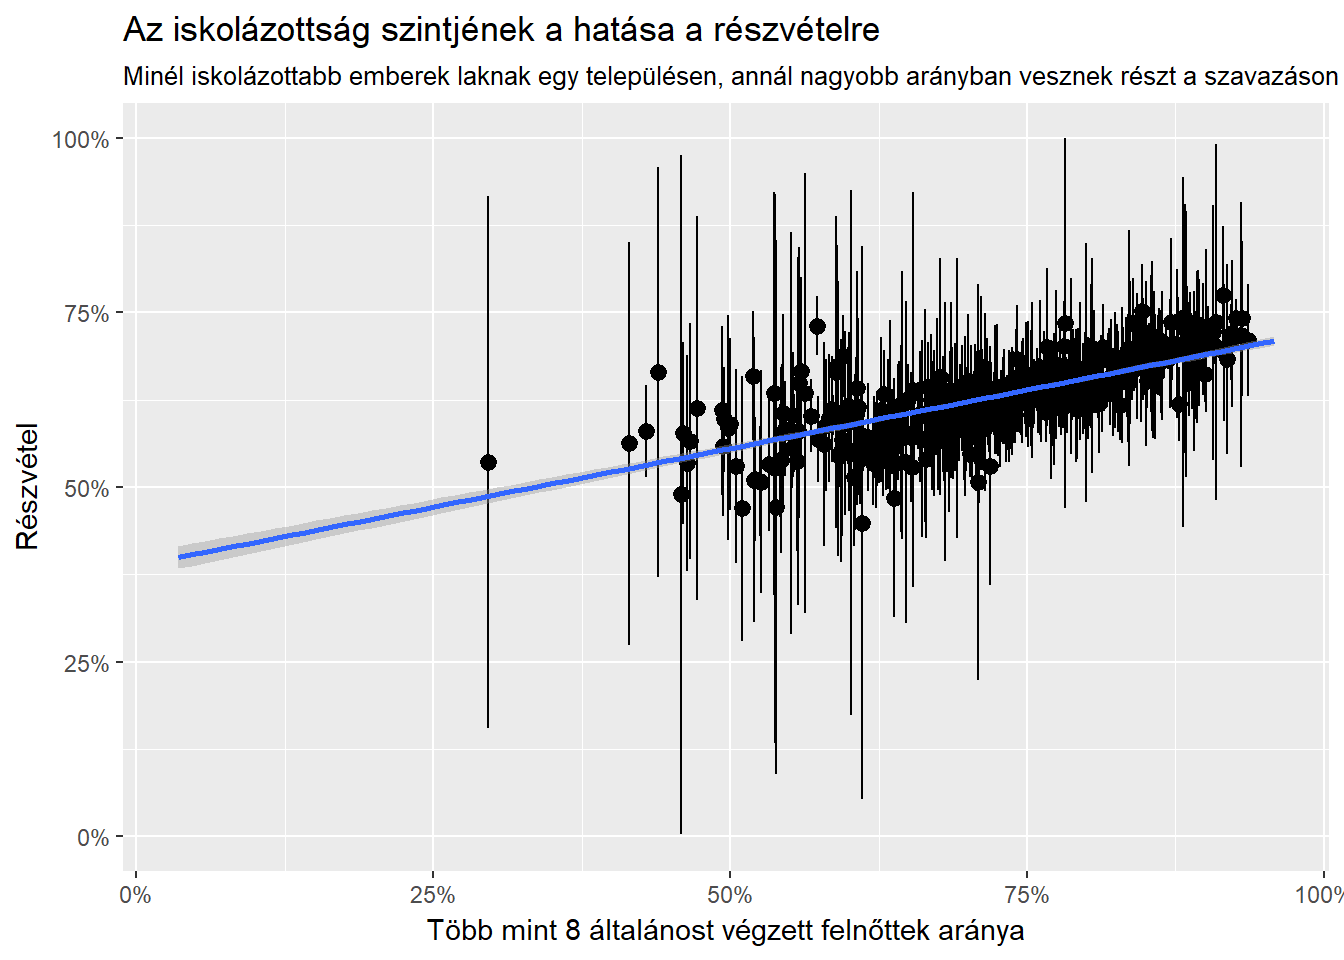 Az iskolázottság szintjének a hatása a részvételre
Minél iskolázottabb emberek laknak egy településen, annál nagyobb arányban vesznek részt a szavazáson
100%
75%
50%
25%
0%
Részvétel
0%
25%
50%
75%
100%
Több mint 8 általánost végzett felnőttek aránya